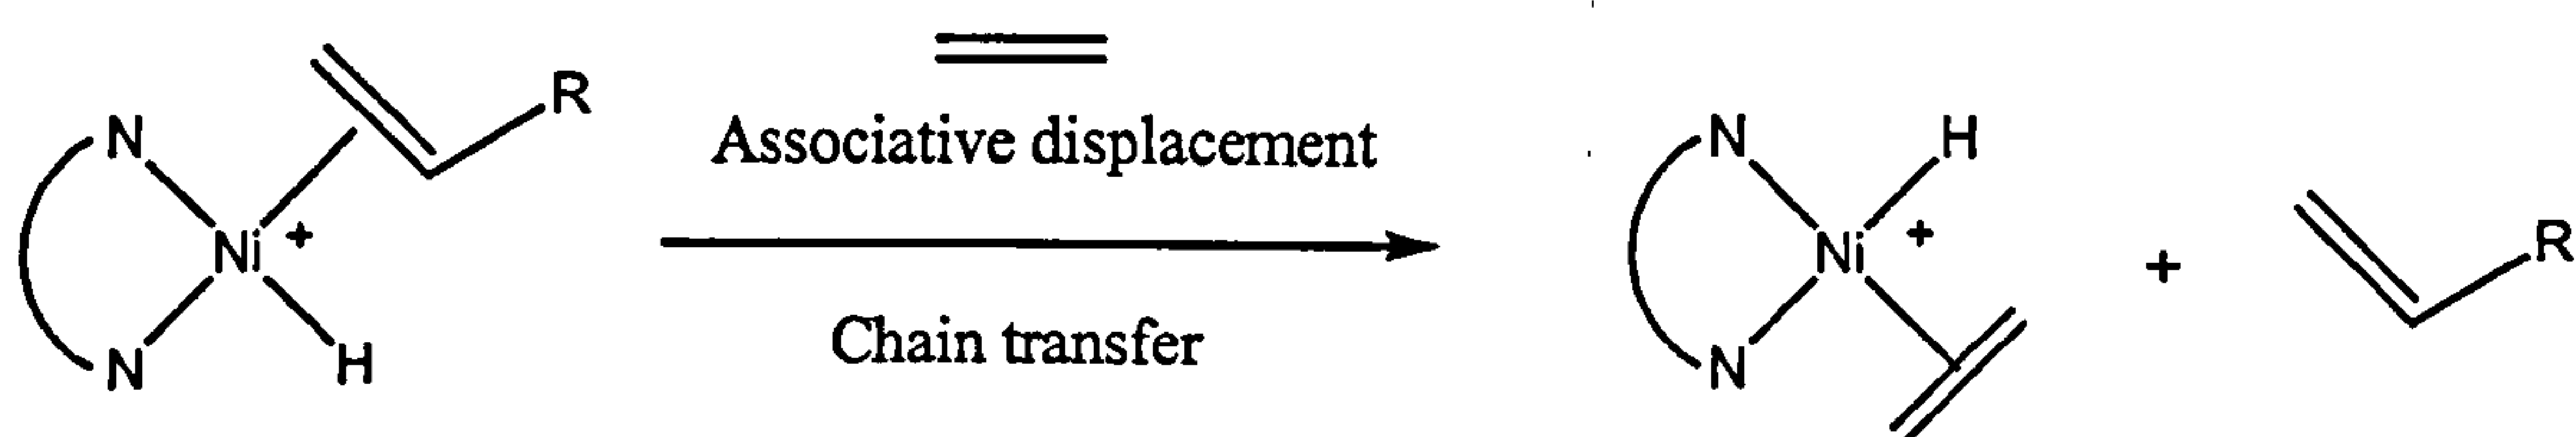 R
N
Associative displacement
N
H
Ni +
Ni +
+
R
Chain transfer
N
H
N